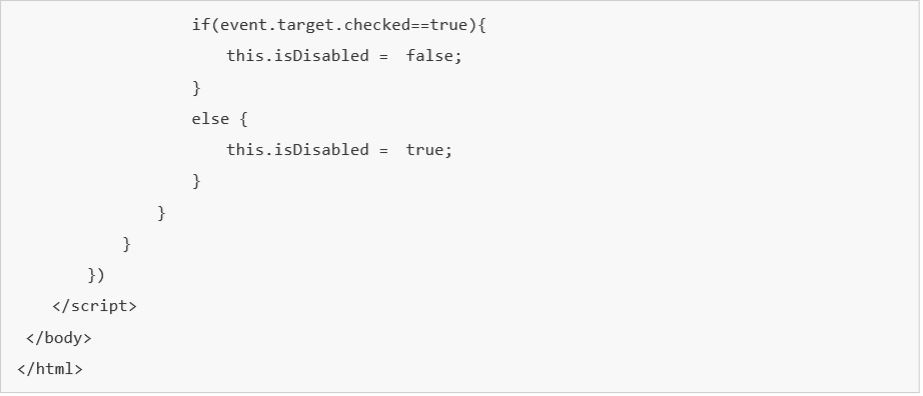 if(event.target.checked==true){
this.isDisabled =  false;
}
else {
this.isDisabled =  true;
}
}
}
})
</script>
</body>
</html>